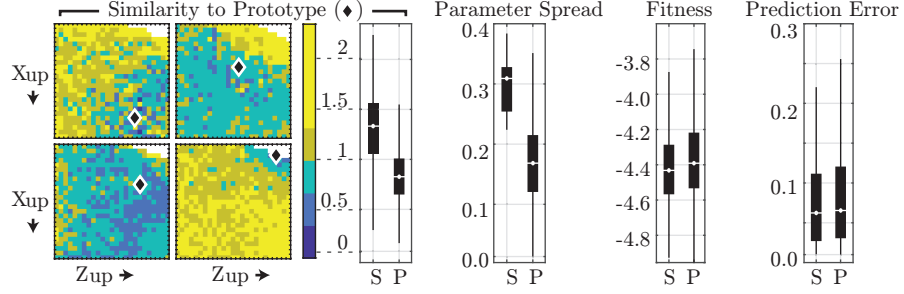 Similarity to Prototype (♦)
Parameter Spread
Fitness
Prediction Error
Xup
Xup
Zup
Zup
2
1.5
1
0.5
0
S P
0.4
0.3
0.2
0.1
0.0
S P
-3.8
-4.0
-4.2
-4.4
-4.6
-4.8
S P
0.3
0.2
0.1
0.0
S P